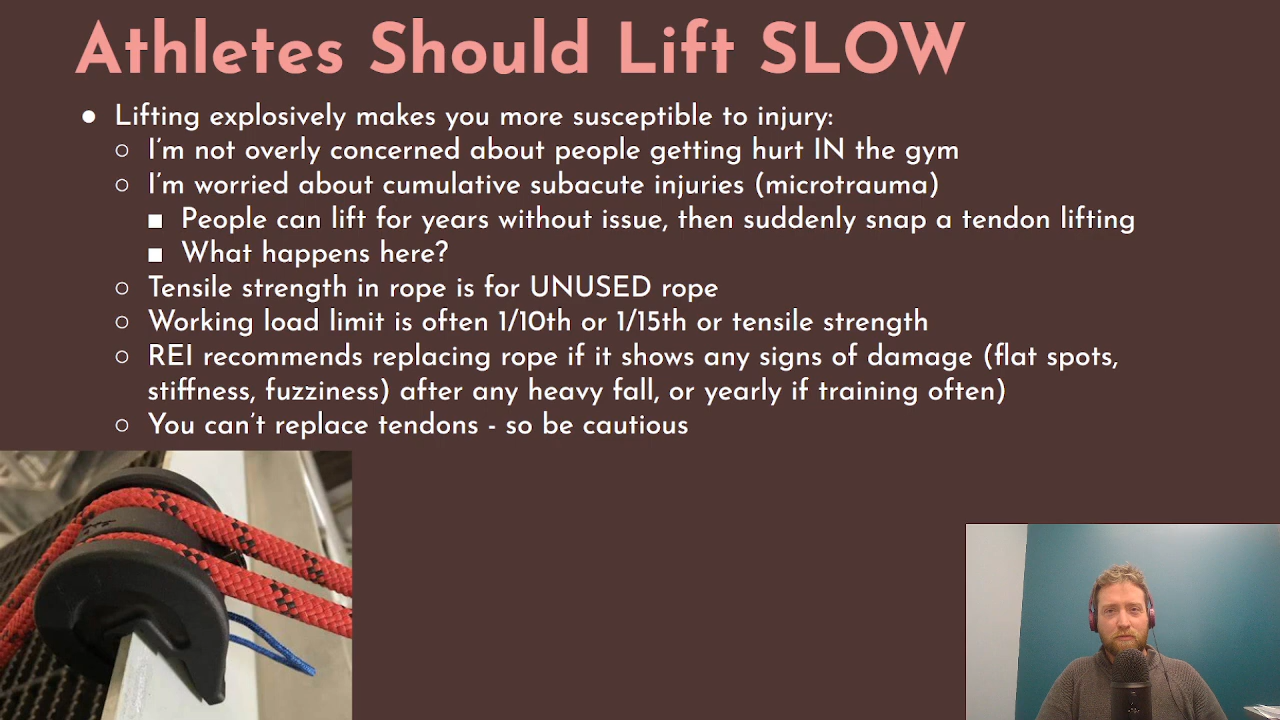 Athletes Should Lift SLOW
● Lifting explosively makes you more susceptible to injury:
○ I'm not overly concerned about people getting hurt IN the gym
○ I'm worried about cumulative subacute injuries (microtrauma)
■ People can lift for years without issue, then suddenly snap a tendon lifting
■ What happens here?
○ Tensile strength in rope is for UNUSED rope
○ Working load limit is often 1/10th or 1/15th or tensile strength
○ REI recommends replacing rope if it shows any signs of damage (flat spots,
stiffness, fuzziness) after any heavy fall, or yearly if training often)
○ You can't replace tendons - so be cautious